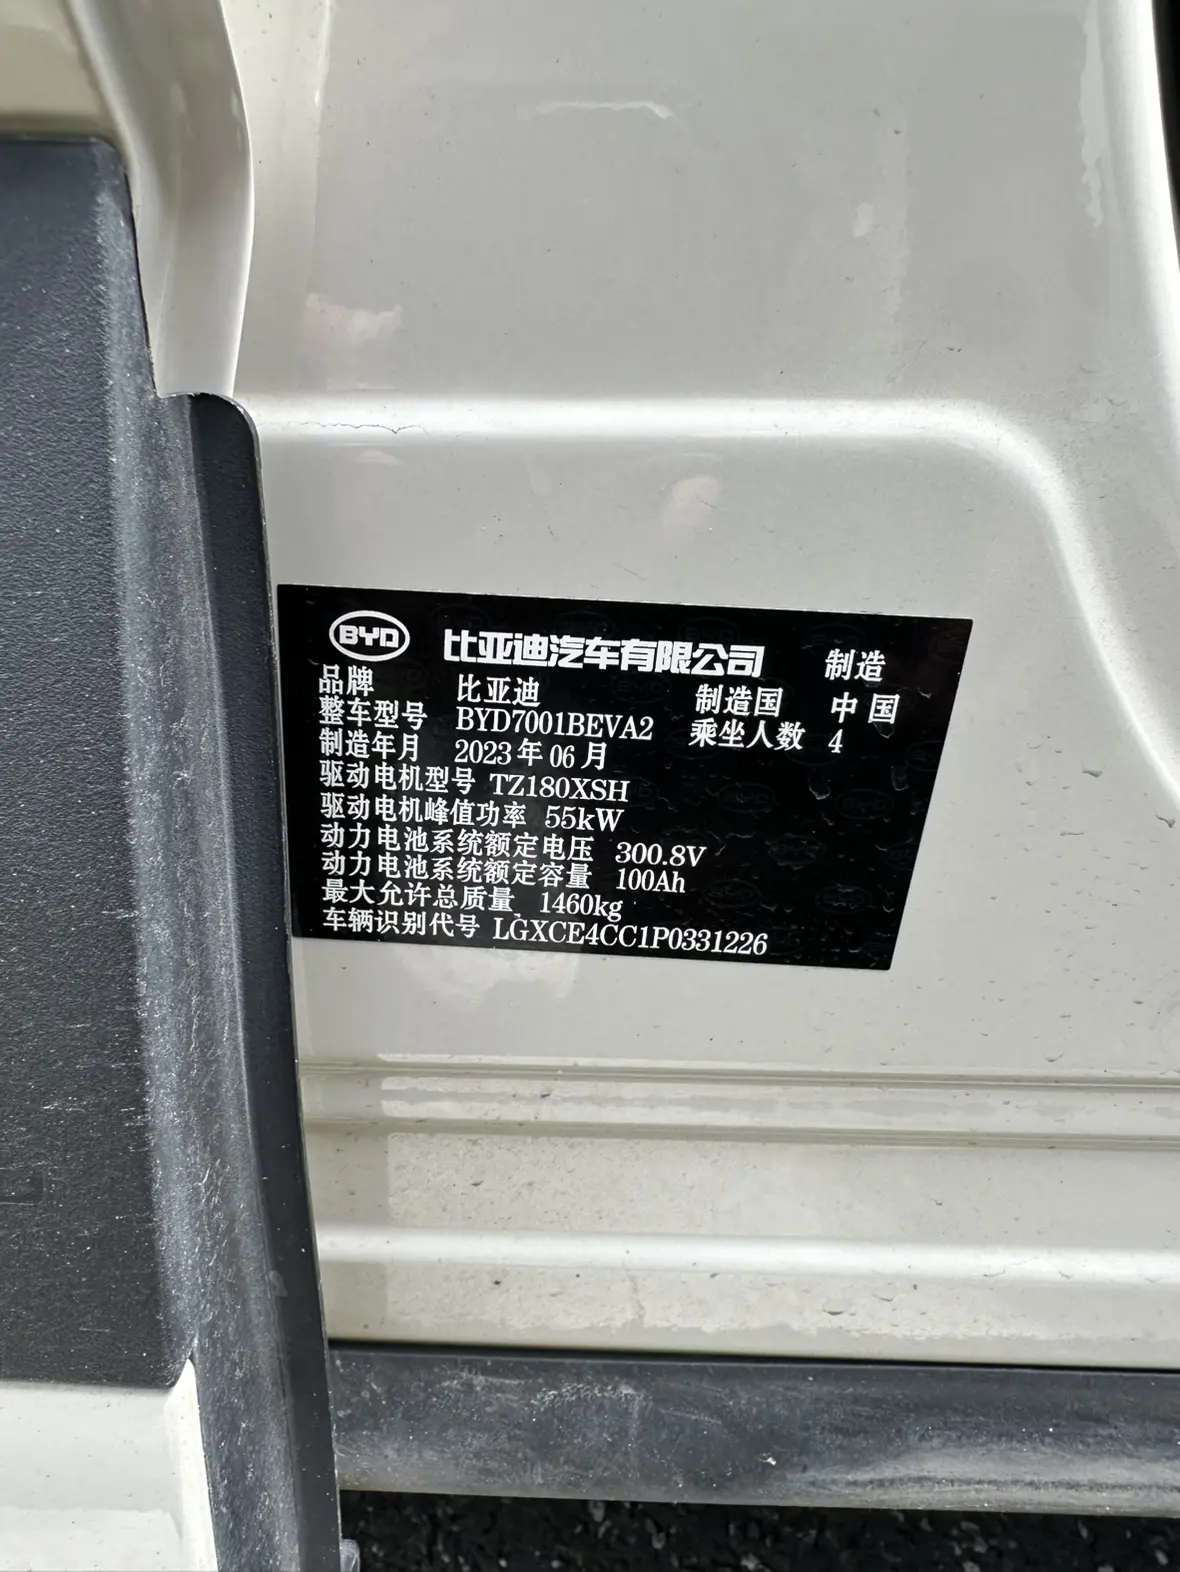 BYD 比亚迪汽车有限公司 制造
品牌 比亚迪 制造国 中国
整车型号 BYD7001BEVA2 乘坐人数 4
制造年月 2023年06月
驱动电机型号 TZ180XSH
驱动电机峰值功率 55kW
动力电池系统额定电压 300.8V
动力电池系统额定容量 100Ah
最大允许总质量 1460kg
车辆识别代号 LGXCE4CC1P0331226